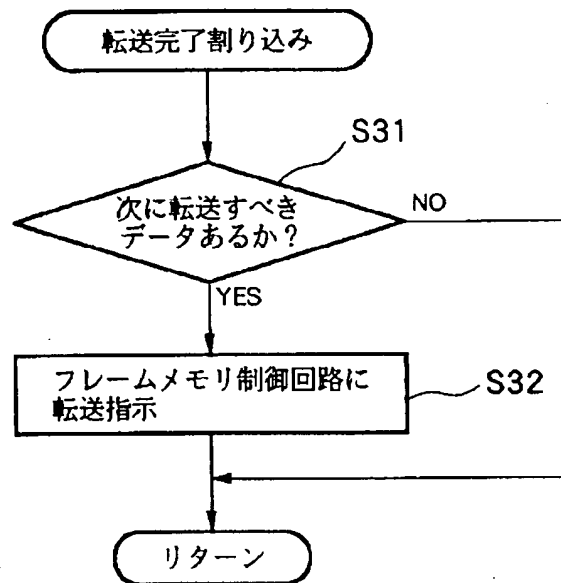 転送完了割り込み
S31
次に転送すべき
データあるか?
NO
YES
フレームメモリ制御回路に
転送指示
S32
リターン